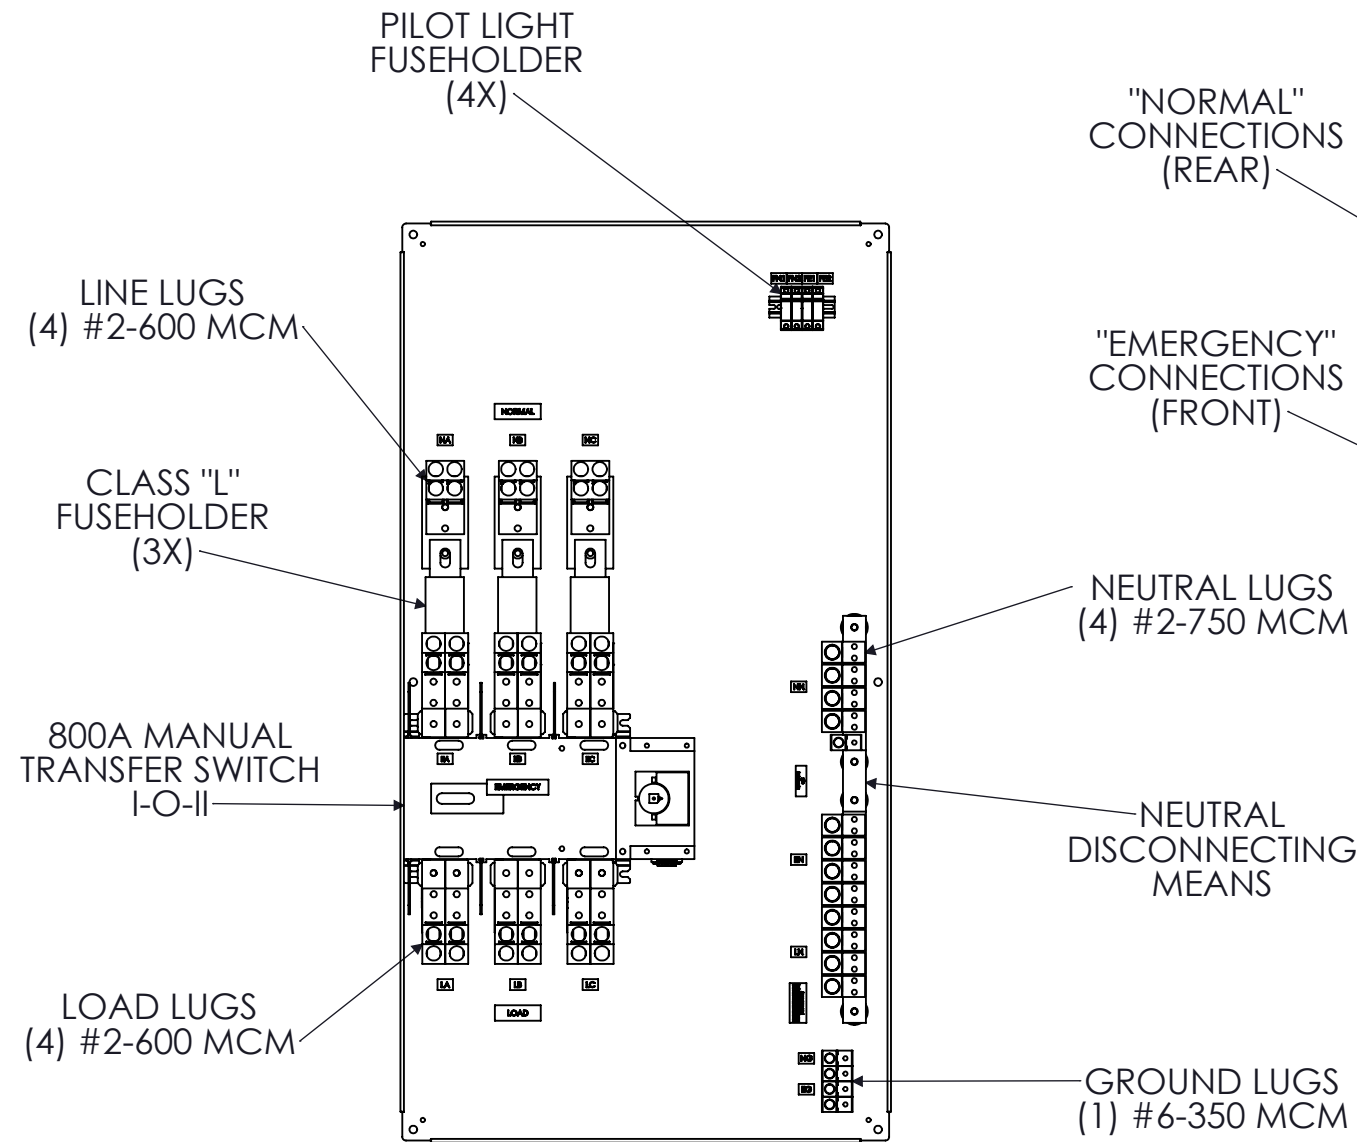 PILOT LIGHT
FUSEHOLDER
(4X)
"NORMAL"
CONNECTIONS
(REAR)
LINE LUGS
(4) #2-600 MCM
"EMERGENCY"
CONNECTIONS
(FRONT)
NORMAL
NA NB NC
CLASS "L"
FUSEHOLDER
(3X)
NEUTRAL LUGS
(4) #2-750 MCM
800A MANUAL
TRANSFER SWITCH
I-O-II
EA EB EC
EMERGENCY
NEUTRAL
DISCONNECTING
MEANS
EN
LN
LA LB LC
LOAD
LOAD LUGS
(4) #2-600 MCM
NG
EG
GROUND LUGS
(1) #6-350 MCM